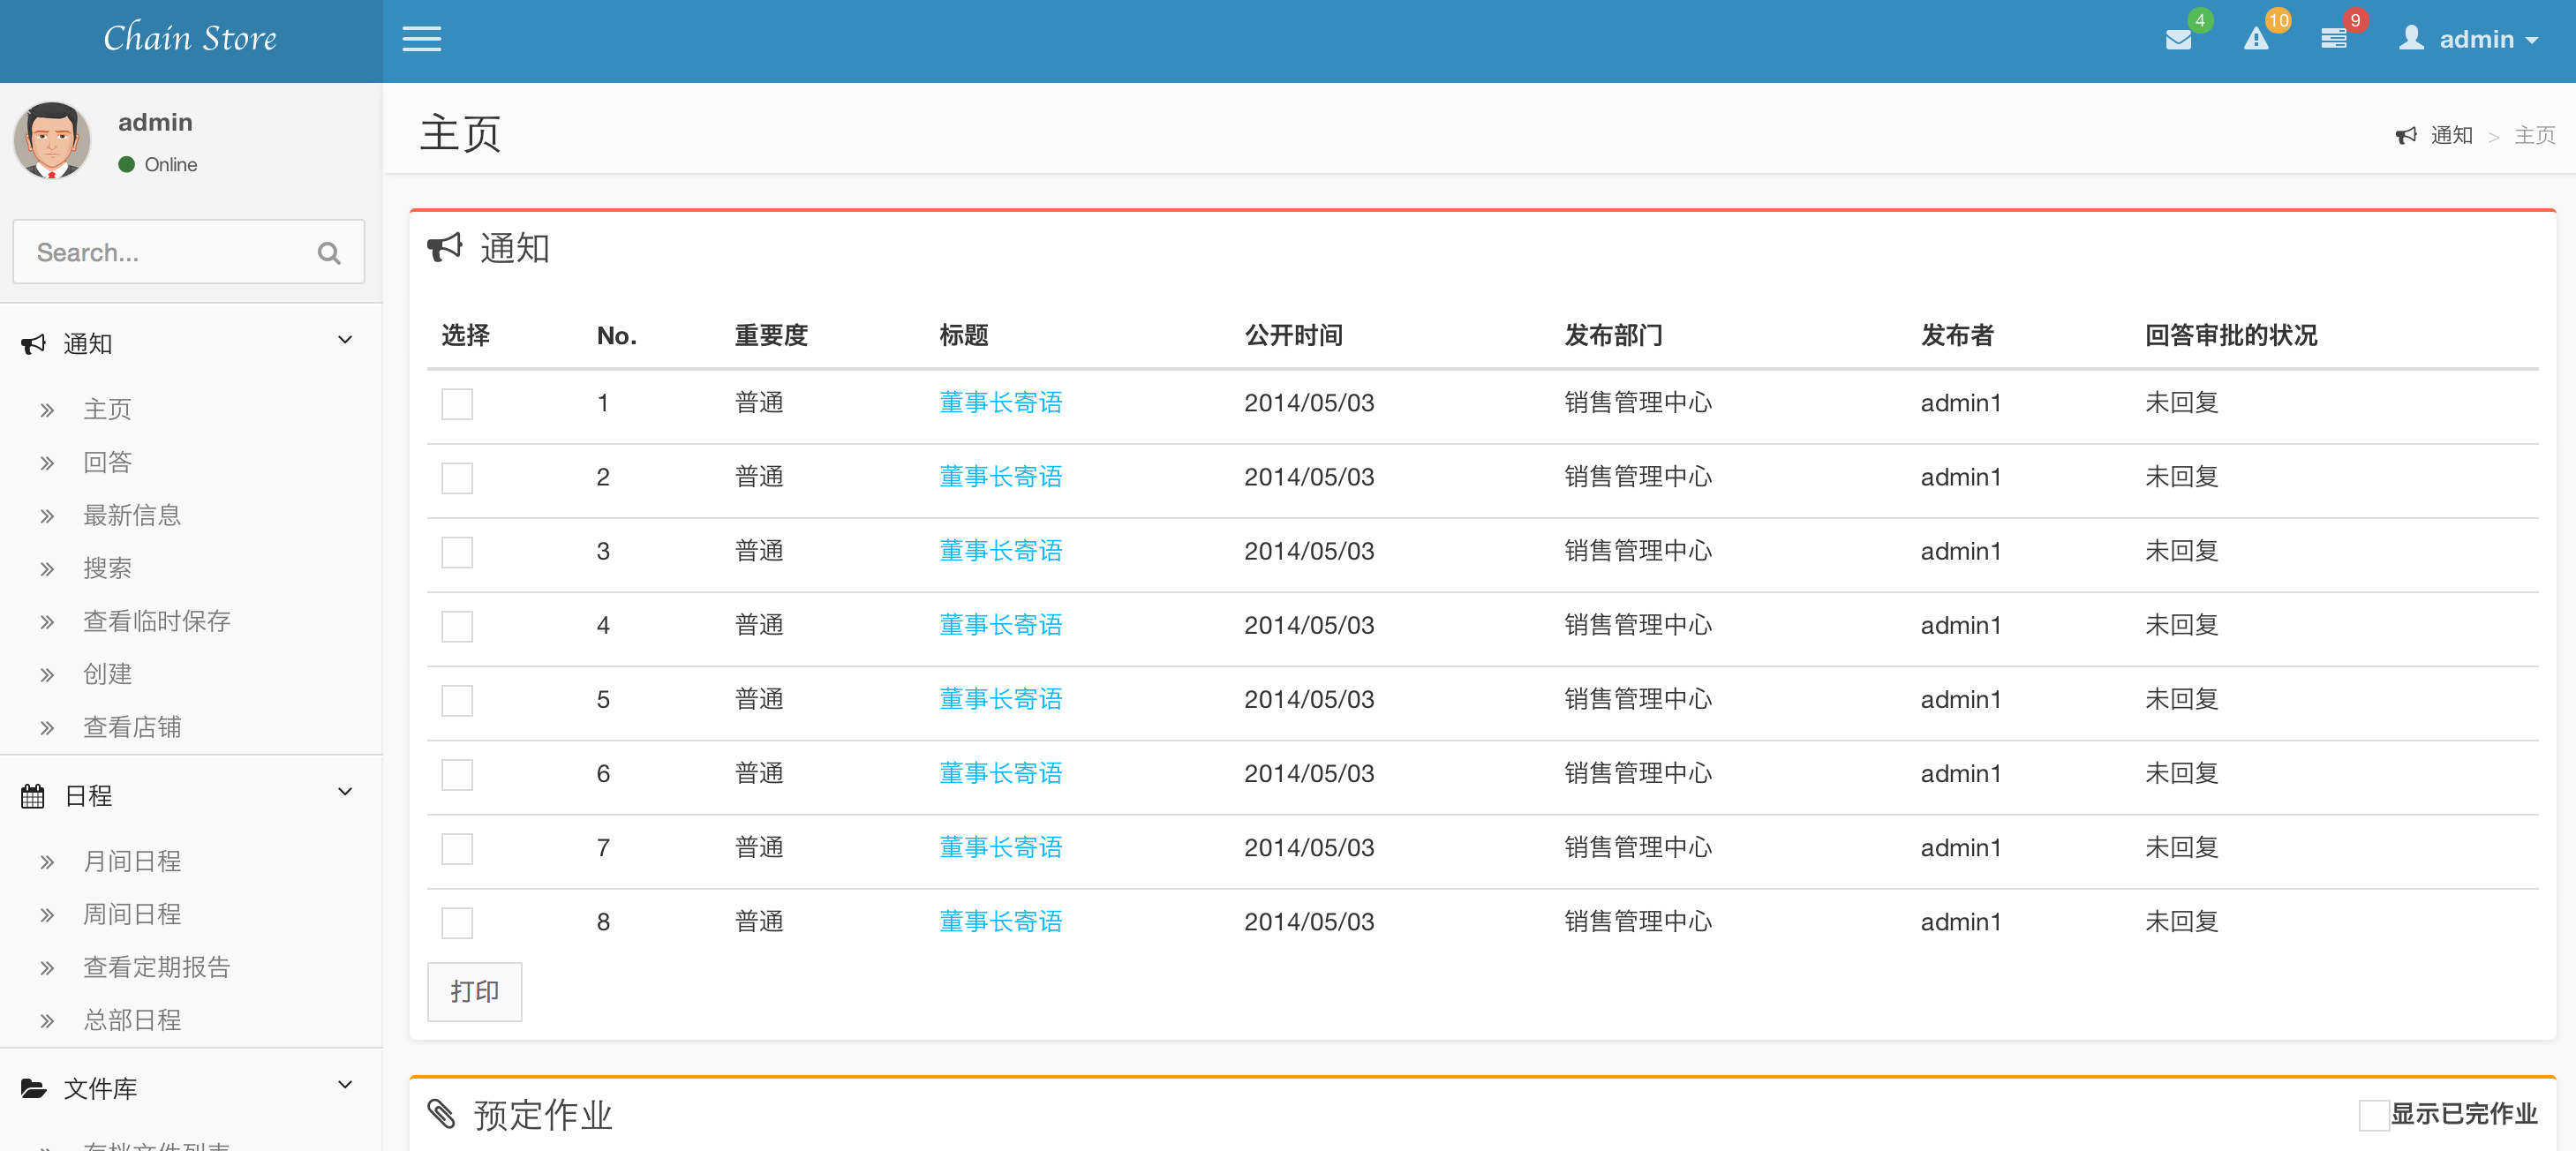 Chain Store
4
10
9
admin
admin
Online
Search...
通知
主页
回答
最新信息
搜索
查看临时保存
创建
查看店铺
日程
月间日程
周间日程
查看定期报告
总部日程
文件库
存档文件列表
主页
通知 > 主页
通知
选择 No. 重要度 标题 公开时间 发布部门 发布者 回答审批的状况
1 普通 董事长寄语 2014/05/03 销售管理中心 admin1 未回复
2 普通 董事长寄语 2014/05/03 销售管理中心 admin1 未回复
3 普通 董事长寄语 2014/05/03 销售管理中心 admin1 未回复
4 普通 董事长寄语 2014/05/03 销售管理中心 admin1 未回复
5 普通 董事长寄语 2014/05/03 销售管理中心 admin1 未回复
6 普通 董事长寄语 2014/05/03 销售管理中心 admin1 未回复
7 普通 董事长寄语 2014/05/03 销售管理中心 admin1 未回复
8 普通 董事长寄语 2014/05/03 销售管理中心 admin1 未回复
打印
预定作业
显示已完作业